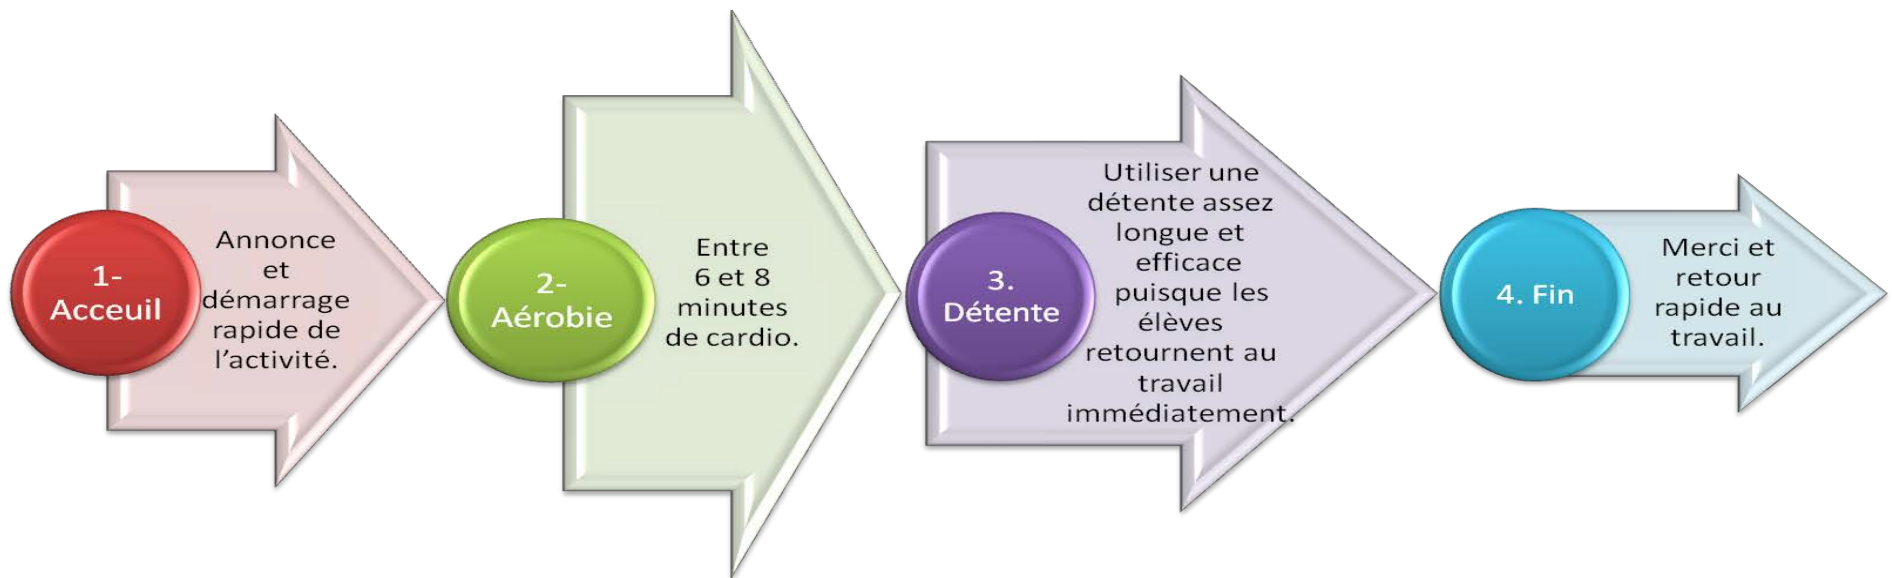 1-
Acceuil
Annonce
et
démarrage
rapide de
l’activité.
2-
Aérobie
Entre
6 et 8
minutes
de cardio.
3.
Détente
Utiliser une
détente assez
longue et
efficace
puisque les
élèves
retournent au
travail
immédiatement.
4. Fin
Merci et
retour
rapide au
travail.